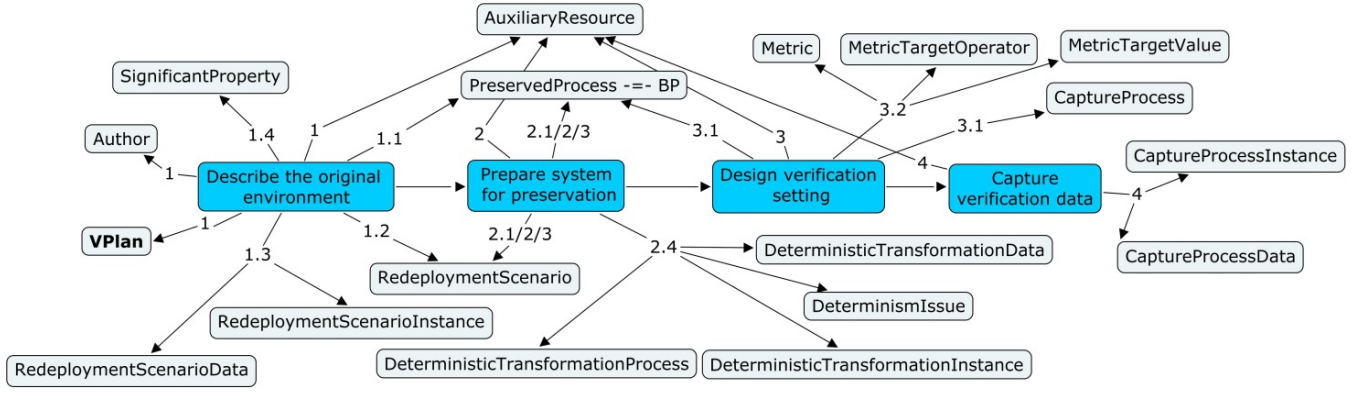 AuxiliaryResource
Metric
MetricTargetOperator
MetricTargetValue
SignificantProperty
PreservedProcess -=- BP
CaptureProcess
3.2
1.4
1
1.1
2
2.1/2/3
3.1
3
3.1
Author
1
4
CaptureProcessInstance
Describe the original
environment
Prepare system
for preservation
Design verification
setting
Capture
verification data
4
1
VPlan
1.2
2.1/2/3
1.3
2.4
DeterministicTransformationData
CaptureProcessData
RedeploymentScenario
DeterminismIssue
RedeploymentScenarioInstance
RedeploymentScenarioData
DeterministicTransformationProcess
DeterministicTransformationInstance